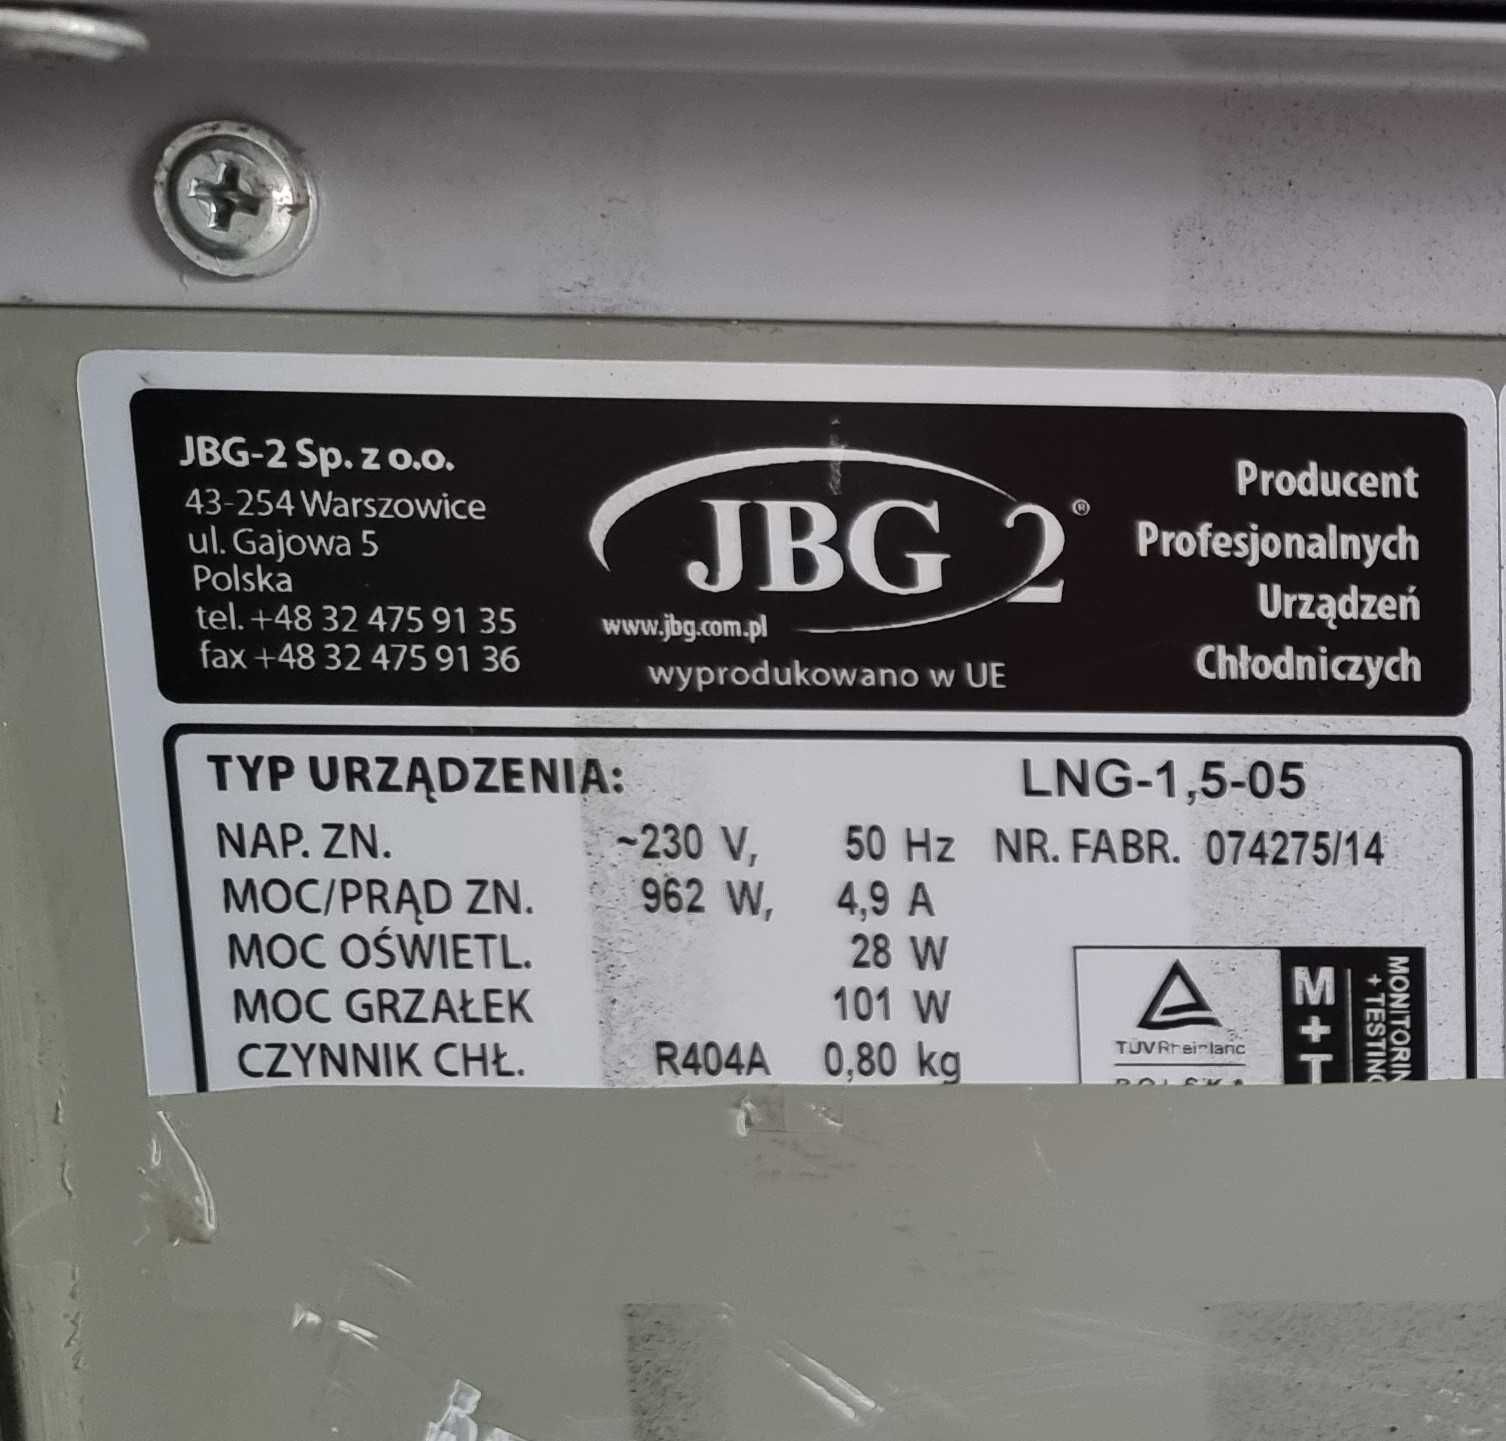 JBG-2 Sp. z o.o.
43-254 Warszowice
ul. Gajowa 5
Polska
tel. +48 32 475 91 35
fax +48 32 475 91 36
JBG 2®
www.jbg.com.pl
wyprodukowano w UE
Producent
Profesjonalnych
Urządzeń
Chłodniczych
TYP URZĄDZENIA: LNG-1,5-05
NAP. ZN. ~230 V, 50 Hz NR. FABR. 074275/14
MOC/PRĄD ZN. 962 W, 4,9 A
MOC OŚWIETL. 28 W
MOC GRZAŁEK 101 W
CZYNNIK CHŁ. R404A 0,80 kg
TÜVRheinland
M+T